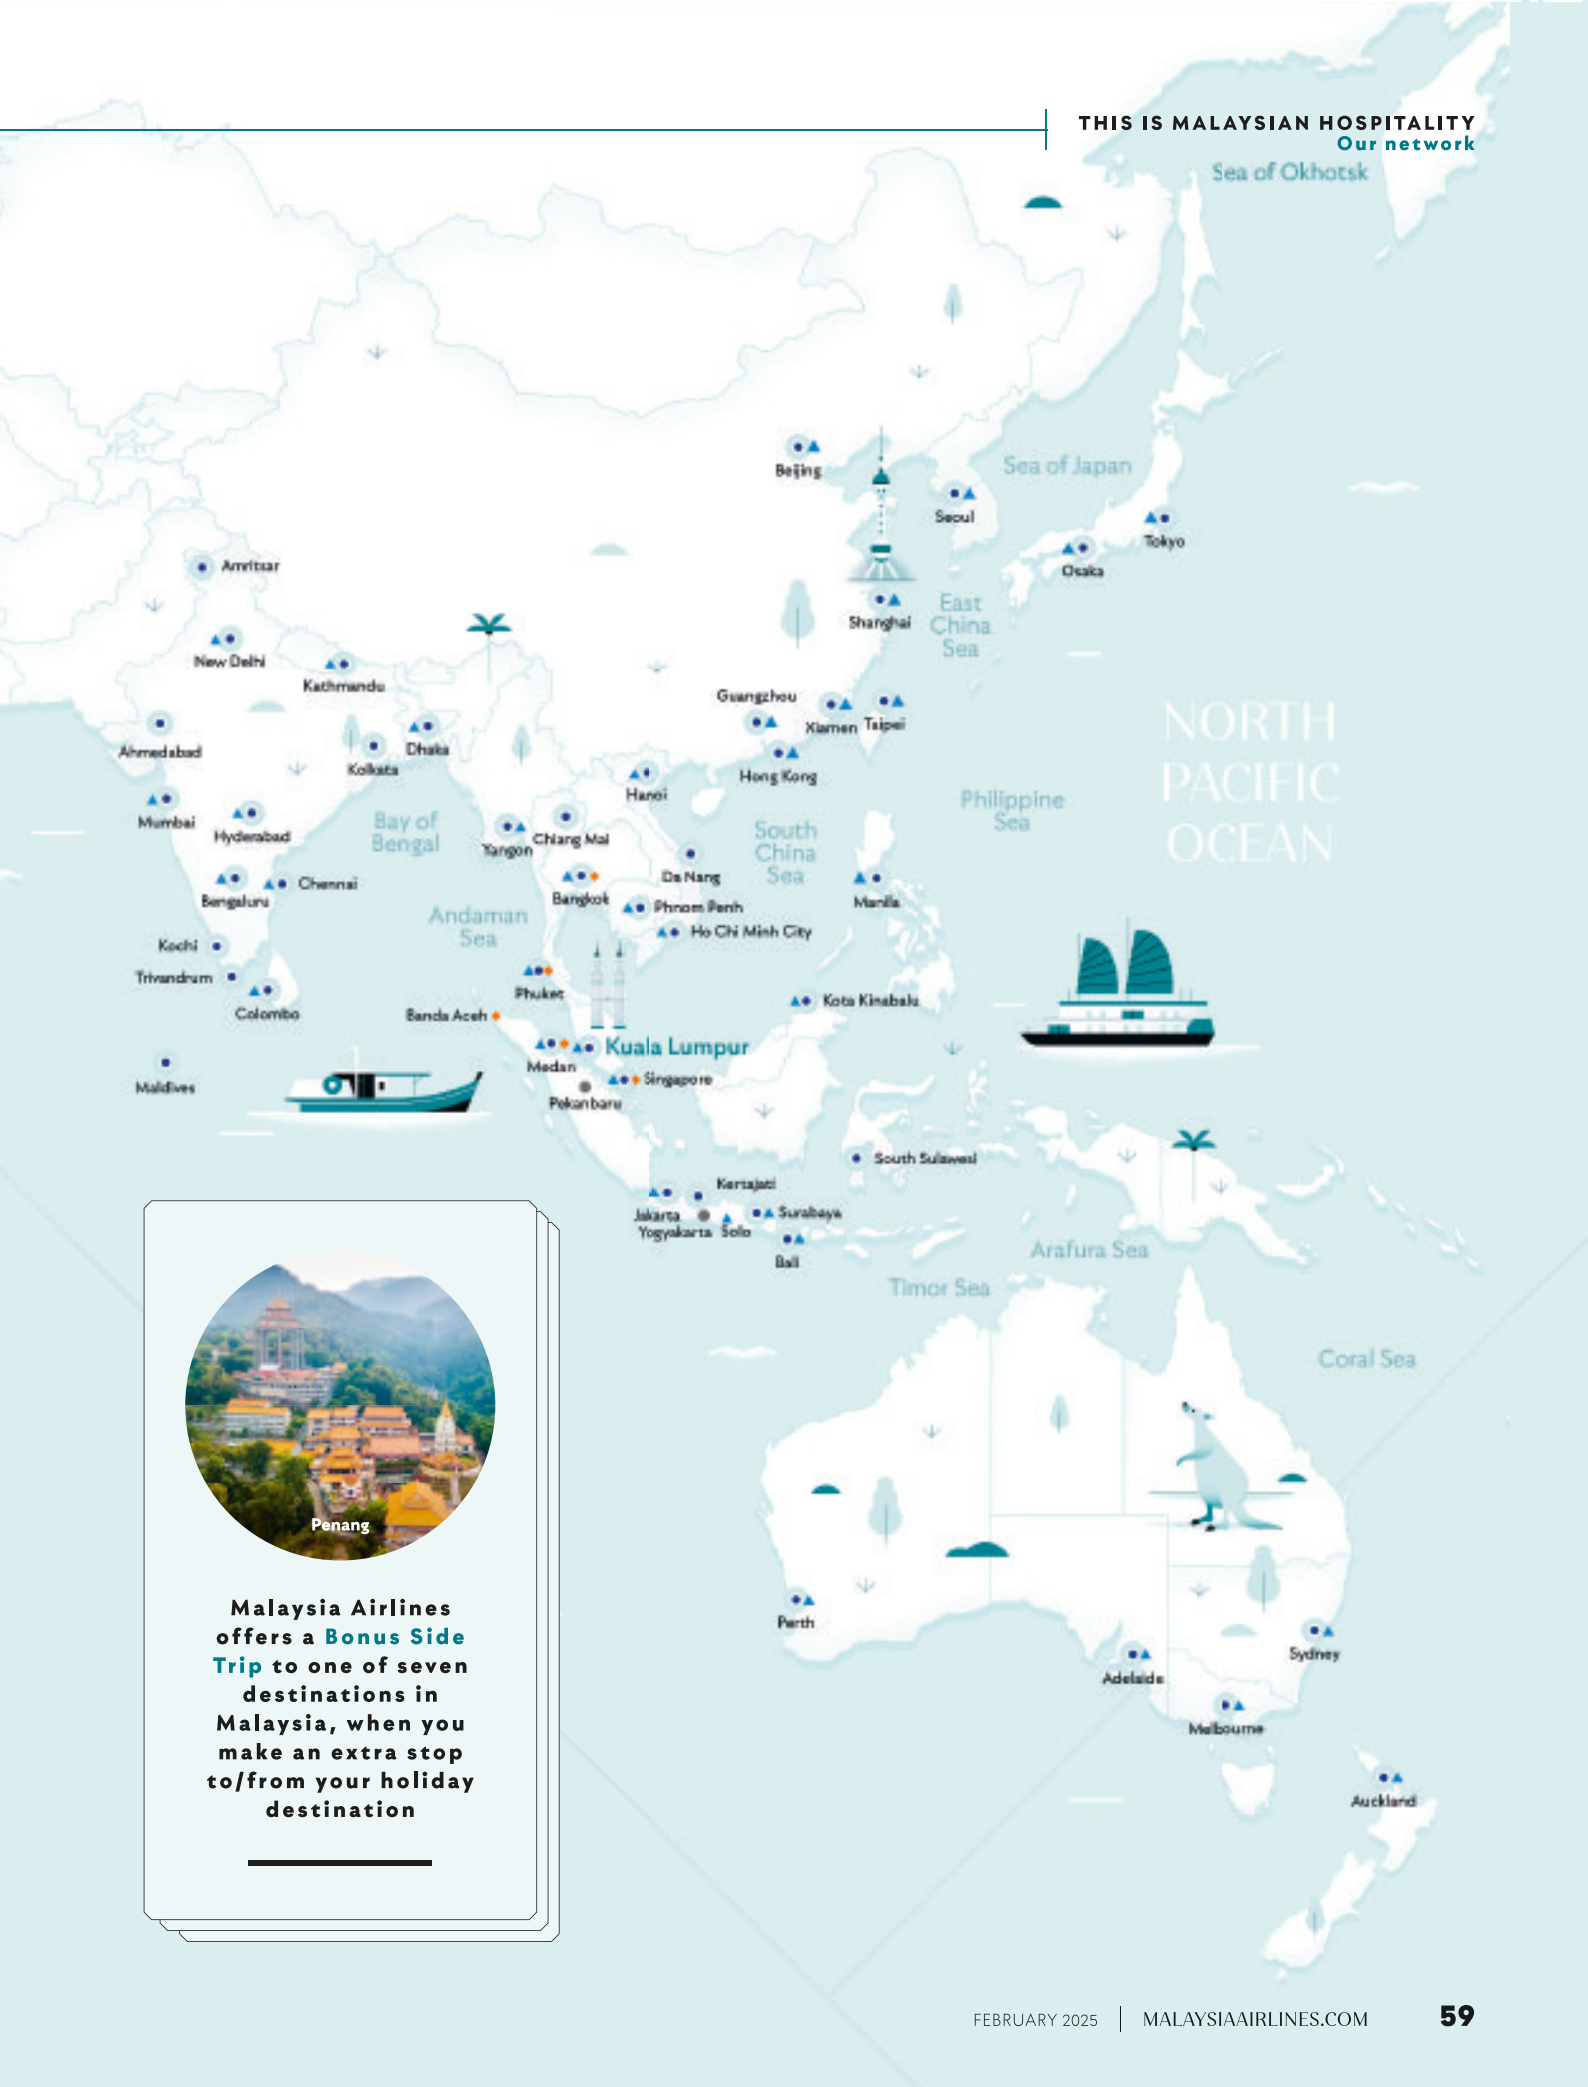 THIS IS MALAYSIAN HOSPITALITY
Our network
Sea of Okhotsk
Beijing
Sea of Japan
Seoul
Tokyo
Osaka
Amritsar
Shanghai
East
China
Sea
New Delhi
Kathmandu
Guangzhou
Xiamen
Taipei
NORTH
PACIFIC
OCEAN
Ahmedabad
Dhaka
Kolkata
Hong Kong
Hanoi
Philippine
Sea
Mumbai
Hyderabad
Bay of
Bengal
Yangon
Chiang Mai
South
China
Sea
Da Nang
Bengaluru
Chennai
Bangkok
Phnom Penh
Manila
Andaman
Sea
Ho Chi Minh City
Kochi
Trivandrum
Phuket
Kota Kinabalu
Colombo
Banda Aceh
Kuala Lumpur
Medan
Singapore
Maldives
Pekanbaru
South Sulawesi
Kertajati
Jakarta
Surabaya
Yogyakarta
Solo
Bali
Arafura Sea
Timor Sea
Coral Sea
Penang
Malaysia Airlines
offers a Bonus Side
Trip to one of seven
destinations in
Malaysia, when you
make an extra stop
to/from your holiday
destination
Perth
Sydney
Adelaide
Melbourne
Auckland
FEBRUARY 2025
MALAYSIAAIRLINES.COM
59